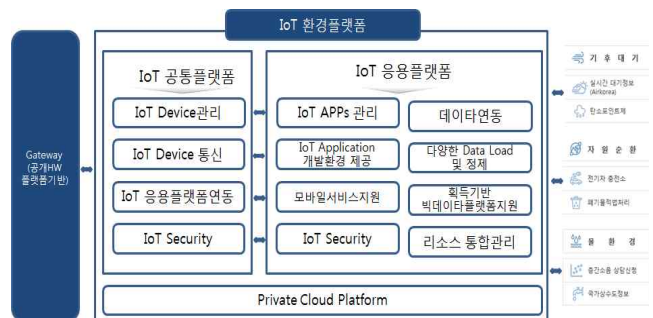 IoT 환경플랫폼
Gateway
(공개HW
플랫폼기반)
IoT 공통플랫폼
IoT Device관리
IoT Device 통신
IoT 응용플랫폼연동
IoT Security
IoT 응용플랫폼
IoT APPs 관리
IoT Application
개발환경 제공
모바일서비스지원
IoT Security
데이타연동
다양한 Data Load
및 정제
획득기반
빅데이타플랫폼지원
리소스 통합관리
Private Cloud Platform
기 후 대 기
실시간 대기정보
(Airkorea)
탄소포인트제
자 원 순 환
전기차 충전소
폐기물적법처리
물 환 경
층간소음 상담신청
국가상수도정보